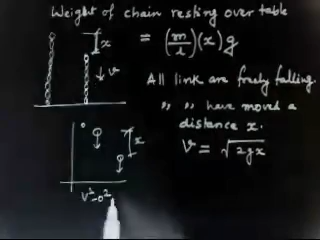 Weight of chain resting over table
= (m/l)(x)g
x
↓ v
All link are freely falling.
" " have moved a
distance x.
x
V = √2gx
V²-0²